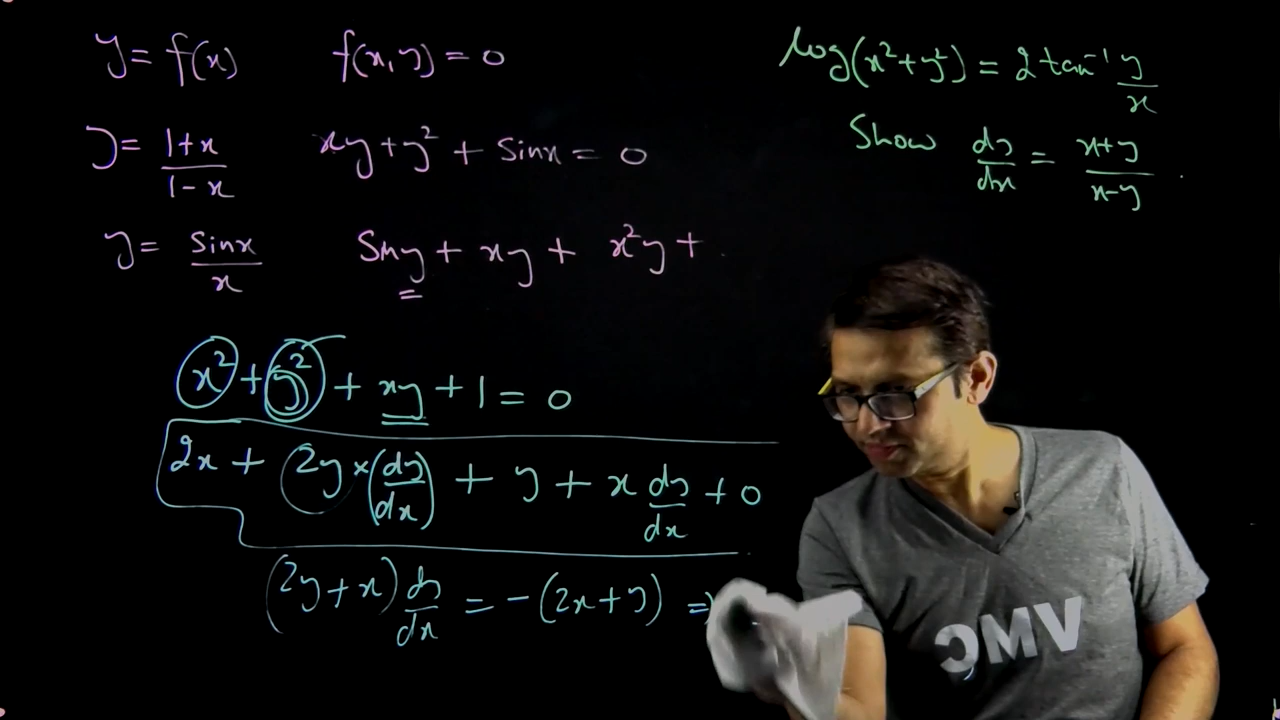 y = f(x) f(x, y) = 0
y = 1+x / 1-x xy + y² + sinx = 0
y = sinx / x Siny + xy + x²y +
x² + y² + xy + 1 = 0
2x + 2y × (dy/dx) + y + x dy/dx + 0
(2y + x) dy/dx = -(2x + y) ⇒
log(x² + y²) = 2 tan⁻¹ y/x
Show dy/dx = x+y / x-y .
VMC